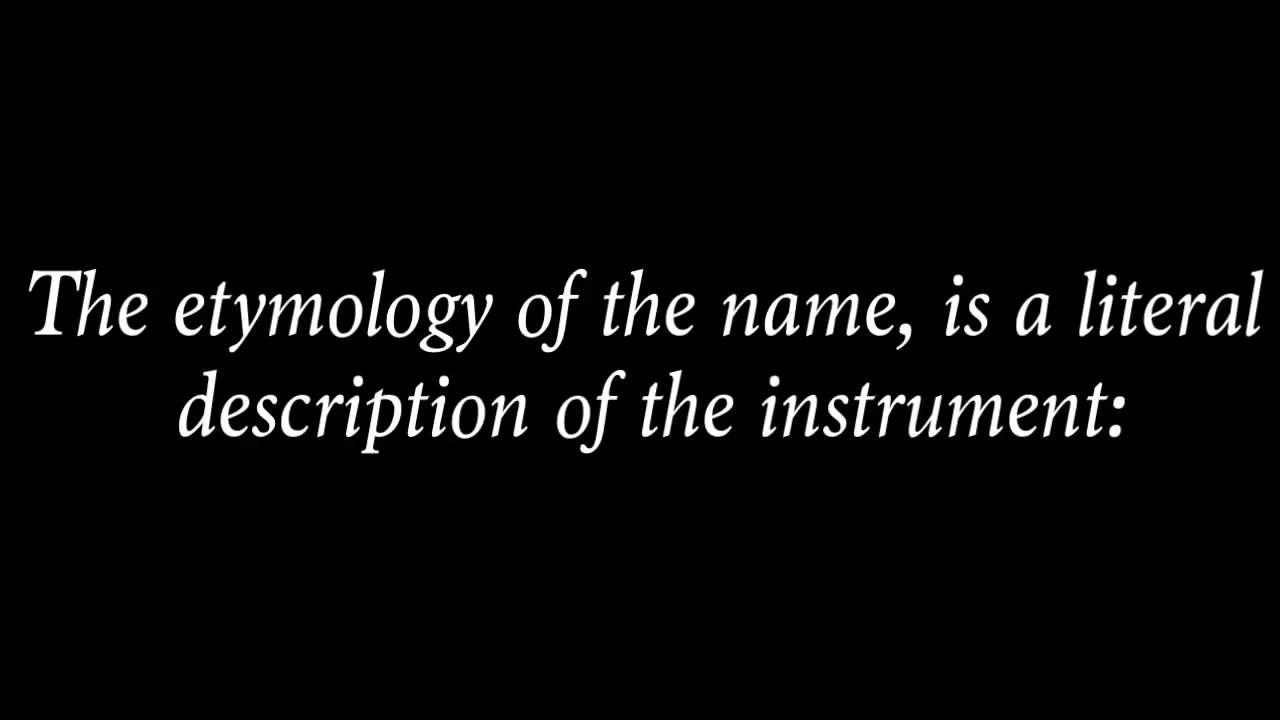 The etymology of the name, is a literal
description of the instrument: